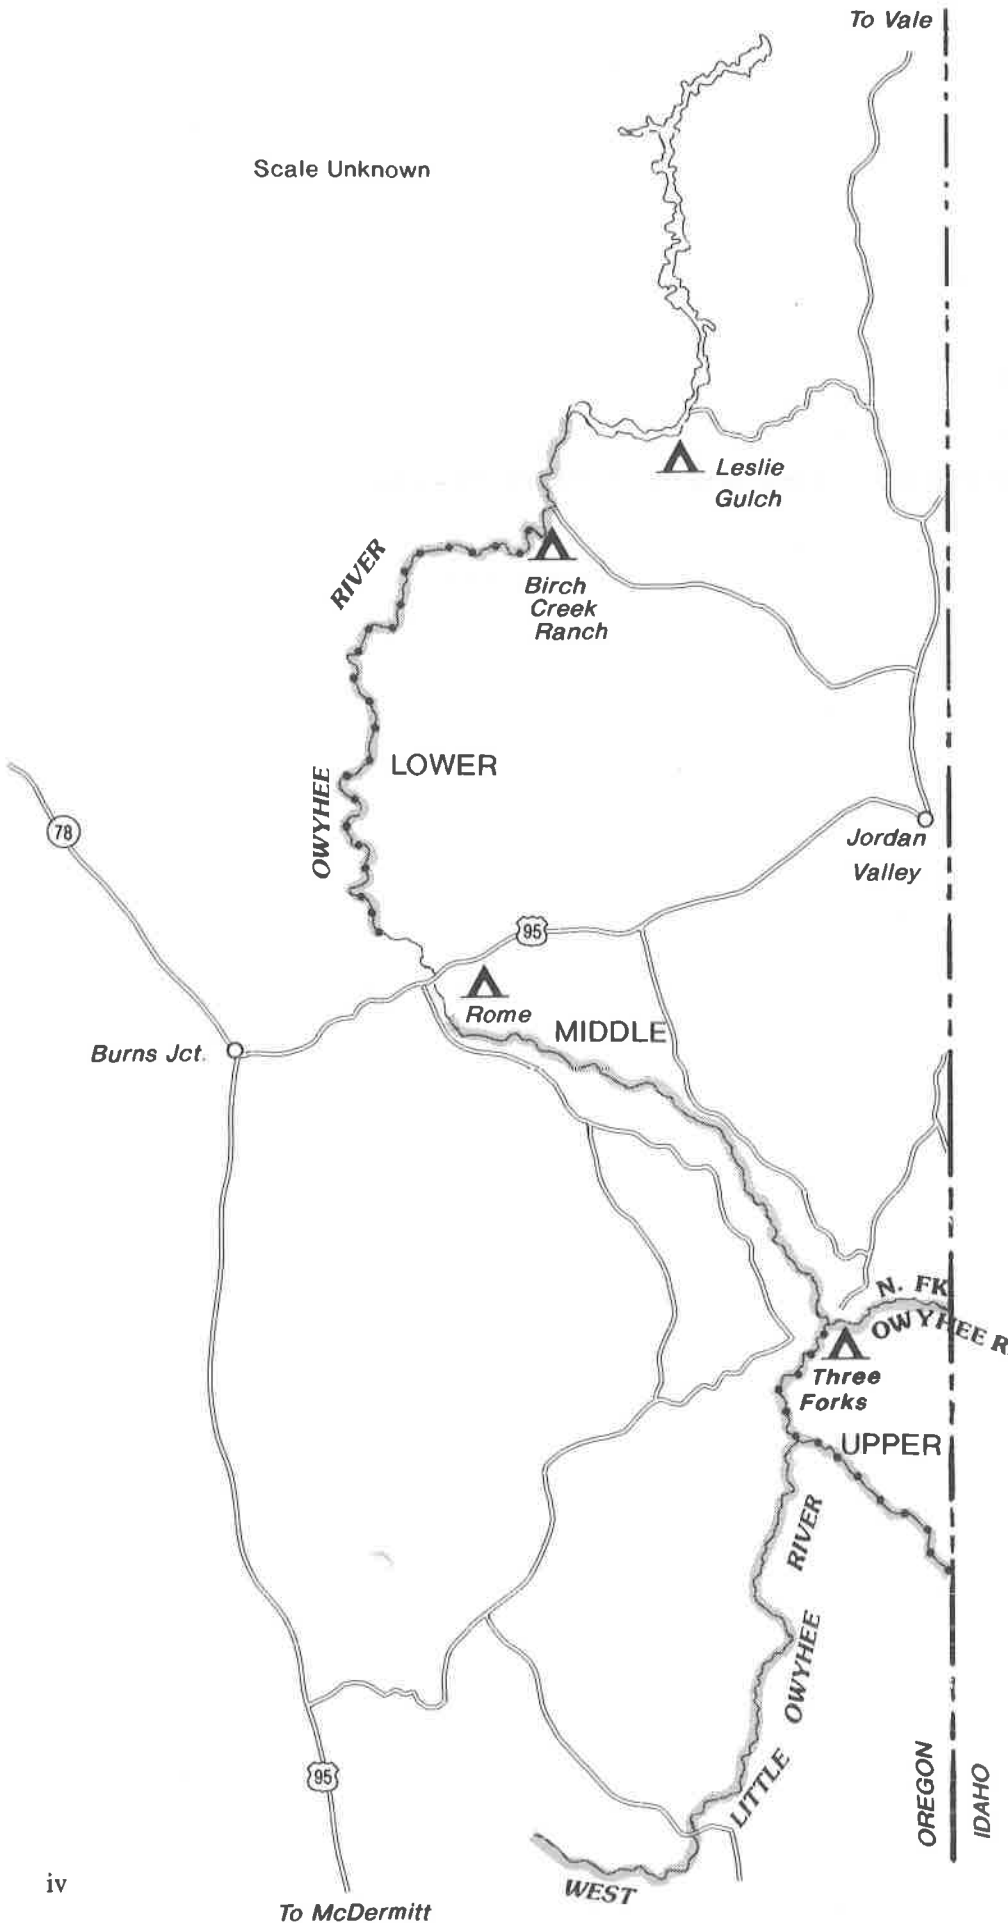 To Vale
Scale Unknown
Leslie
Gulch
RIVER
Birch
Creek
Ranch
LOWER
OWYHEE
78
Jordan
Valley
95
Rome
MIDDLE
Burns Jct.
N. FK
OWYHEE R
Three
Forks
UPPER
RIVER
OWYHEE
LITTLE
WEST
OREGON
IDAHO
95
iv
To McDermitt